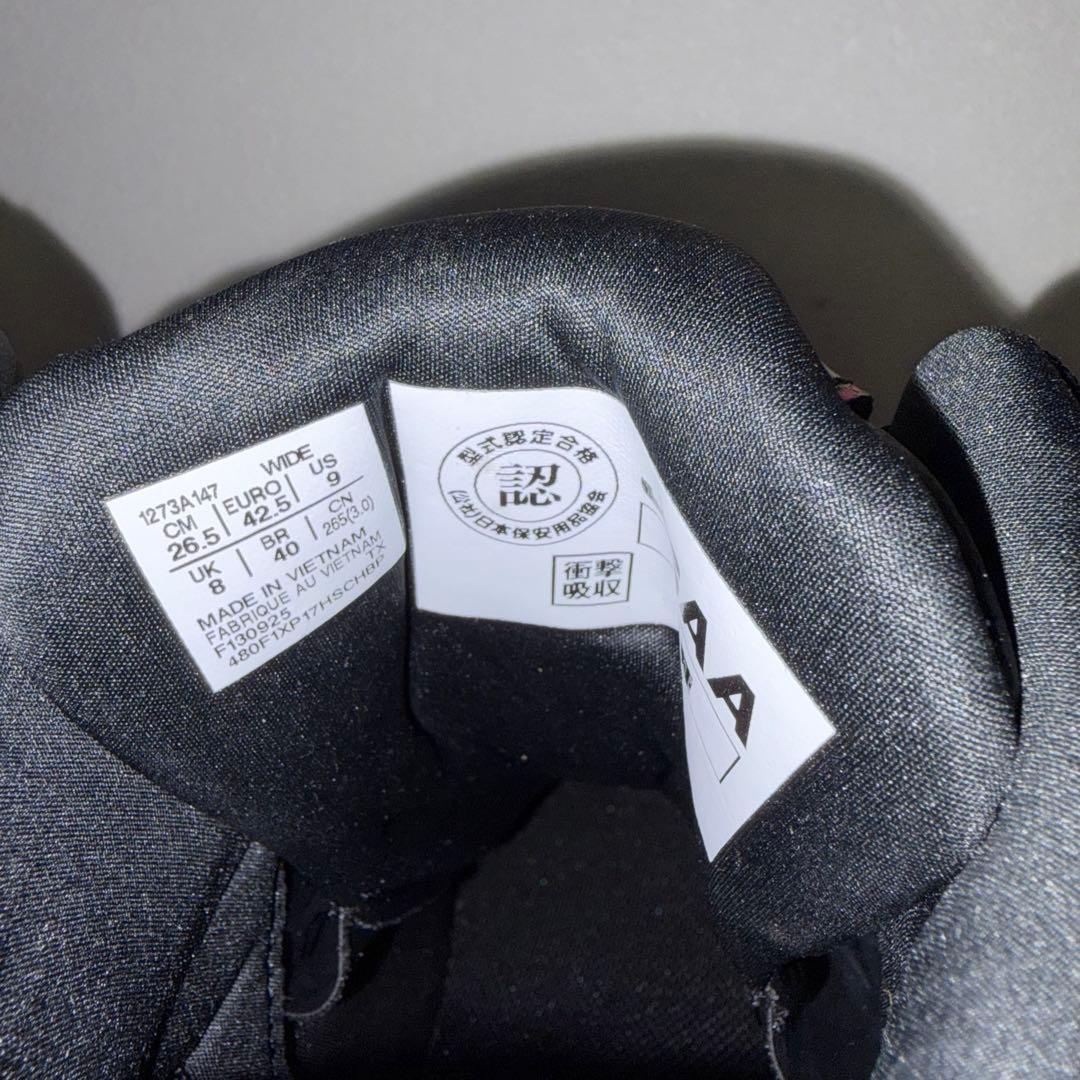 1273A147 WIDE
CM EURO US
26.5 42.5 9
UK BR CN
8 40 265(3.0)
MADE IN VIETNAM
FABRIQUE AU VIETNAM
F130925 TX
480F1XP17HSCHBP
型式認定合格
認
公社日本保安用品協会
衝撃
吸収
A
A